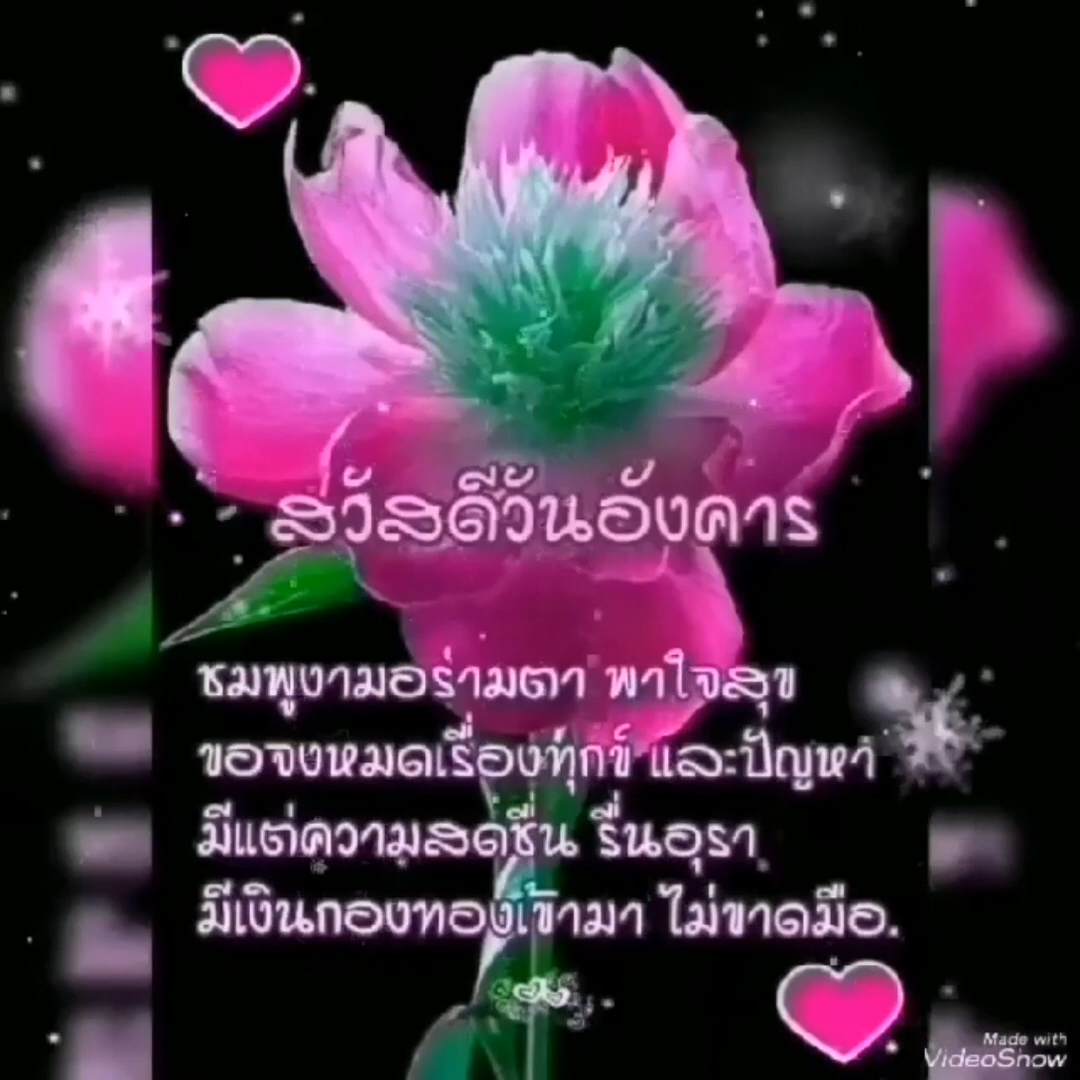 สวัสดีวันอังคาร
ชมพูงามอร่ามตา พาใจสุข
ขอจงหมดเรื่องทุกข์ และปัญหา
มีแต่ความสดชื่น รื่นอุรา
มีเงินกองทองเข้ามา ไม่ขาดมือ.
Made with
VideoShow